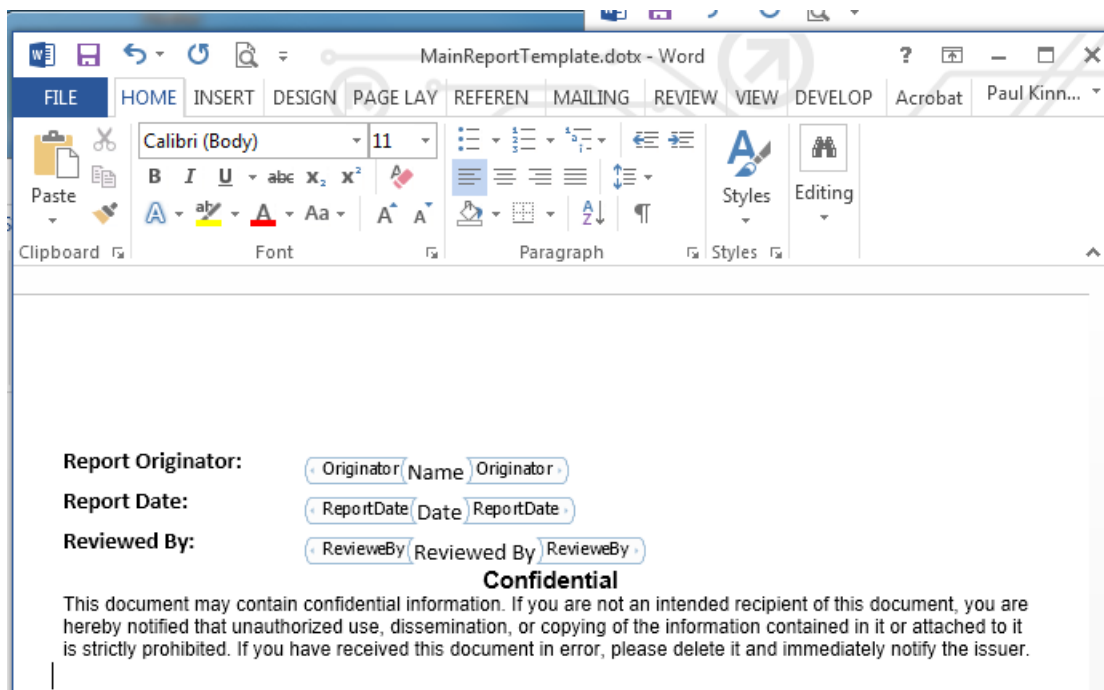 MainReportTemplate.dotx - Word
?
FILE HOME INSERT DESIGN PAGE LAY REFEREN MAILING REVIEW VIEW DEVELOP Acrobat Paul Kinn...
Calibri (Body) 11
Paste
B I U abc X₂ X²
A ab A Aa A A
A Z
Styles
Editing
Clipboard Font Paragraph Styles
Report Originator: Originator Name Originator
Report Date: ReportDate Date ReportDate
Reviewed By: RevieweBy Reviewed By RevieweBy
Confidential
This document may contain confidential information. If you are not an intended recipient of this document, you are
hereby notified that unauthorized use, dissemination, or copying of the information contained in it or attached to it
is strictly prohibited. If you have received this document in error, please delete it and immediately notify the issuer.